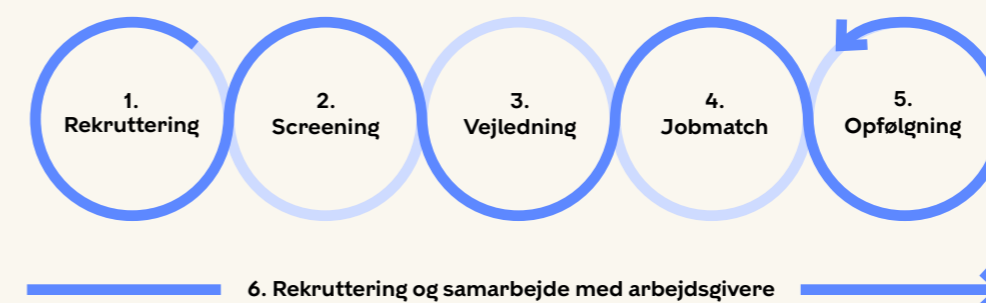 1.
Rekruttering
2.
Screening
3.
Vejledning
4.
Jobmatch
5.
Opfølgning
6. Rekruttering og samarbejde med arbejdsgivere